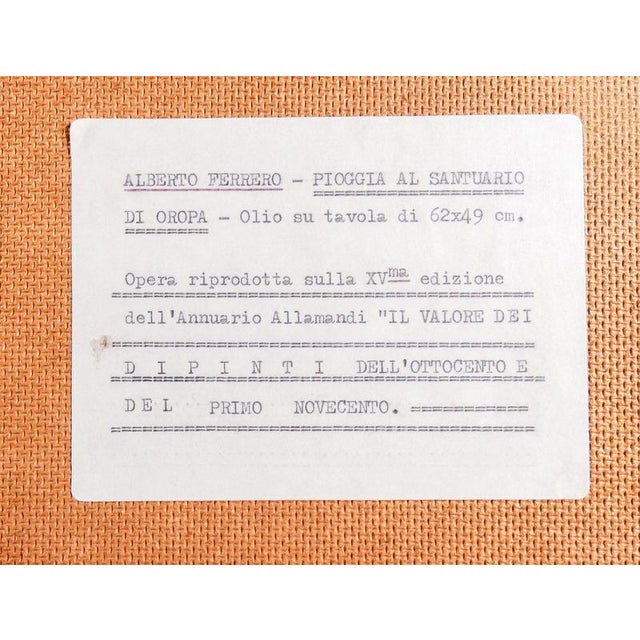 ALBERTO FERRERO - PIOGGIA AL SANTUARIO
DI OROPA - Olio su tavola di 62x49 cm.
Opera riprodotta sulla XVma edizione
dell'Annuario Allamandi "IL VALORE DEI
D I P I N T I DELL'OTTOCENTO E
DEL PRIMO NOVECENTO. ===========